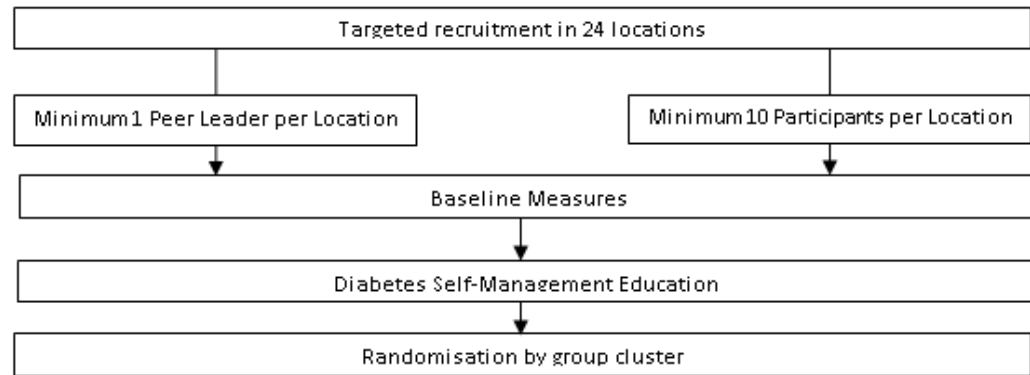 Targeted recruitment in 24 locations
Minimum 1 Peer Leader per Location
Minimum 10 Participants per Location
Baseline Measures
Diabetes Self-Management Education
Randomisation by group cluster